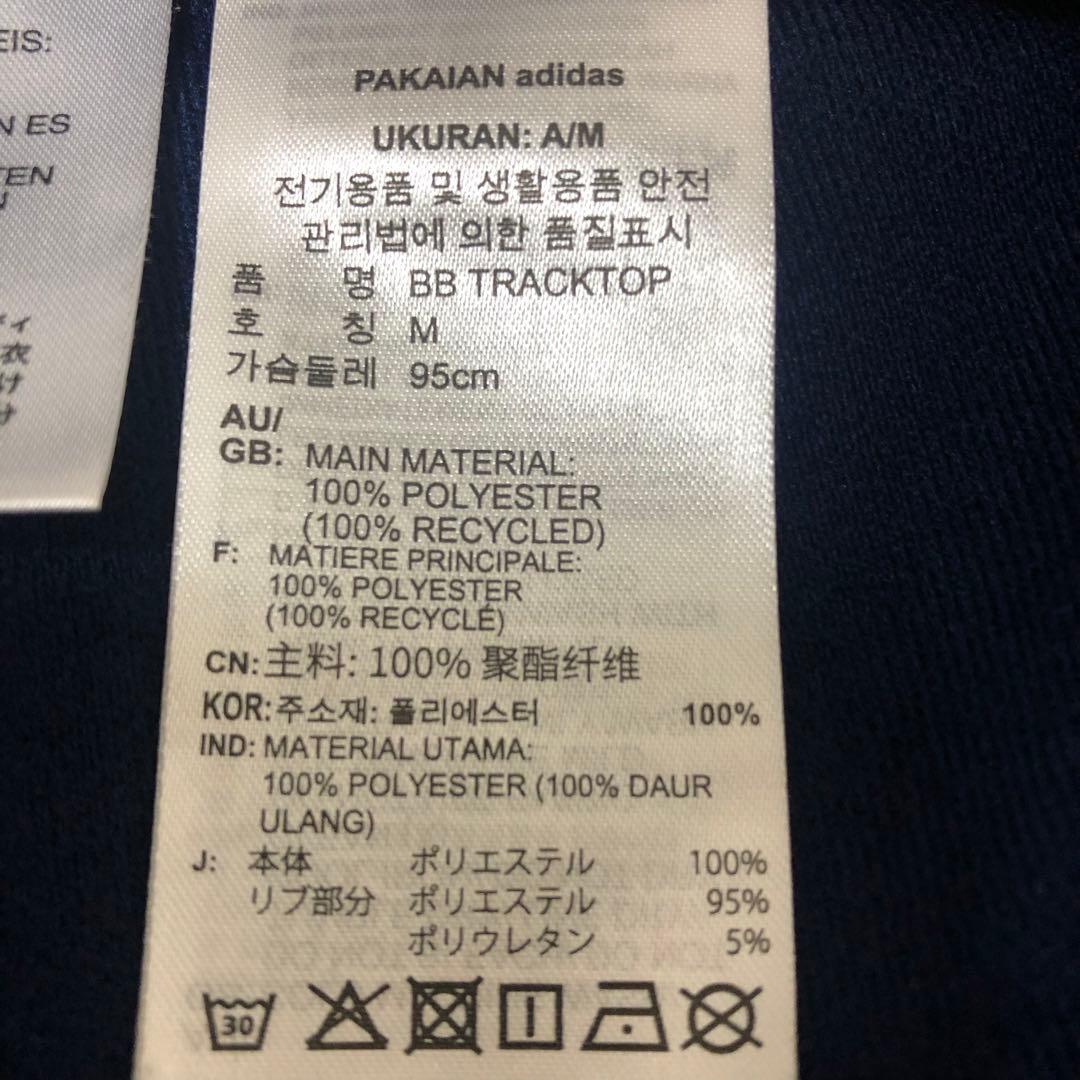 EIS:
N ES
TEN
衣
け
PAKAIAN adidas
UKURAN: A/M
전기용품 및 생활용품 안전
관리법에 의한 품질표시
품 명 BB TRACKTOP
호 칭 M
가슴둘레 95cm
AU/
GB: MAIN MATERIAL:
100% POLYESTER
(100% RECYCLED)
F: MATIERE PRINCIPALE:
100% POLYESTER
(100% RECYCLÉ)
CN: 主料: 100% 聚酯纤维
KOR: 주소재: 폴리에스터 100%
IND: MATERIAL UTAMA:
100% POLYESTER (100% DAUR
ULANG)
J: 本体 ポリエステル 100%
リブ部分 ポリエステル 95%
ポリウレタン 5%
30